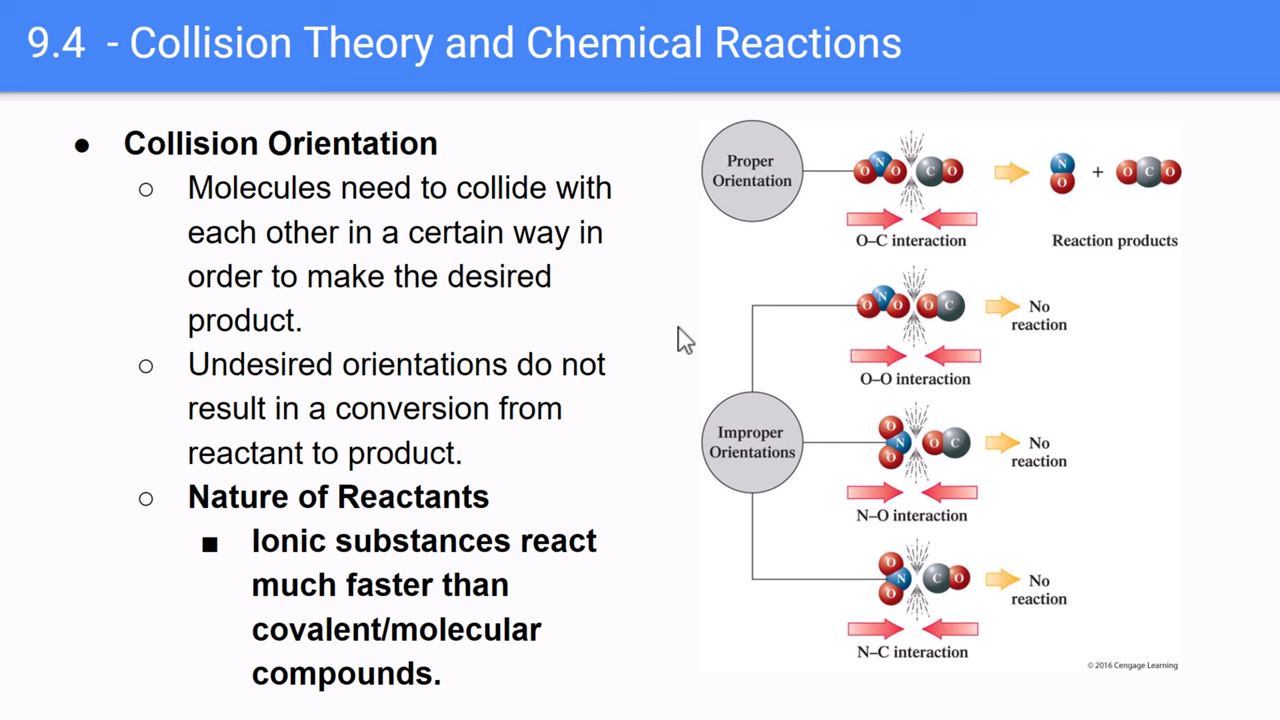 9.4 - Collision Theory and Chemical Reactions
● Collision Orientation
○ Molecules need to collide with
each other in a certain way in
order to make the desired
product.
○ Undesired orientations do not
result in a conversion from
reactant to product.
○ Nature of Reactants
■ Ionic substances react
much faster than
covalent/molecular
compounds.
Proper
Orientation
O N O C O
N O + O C O
O–C interaction
Reaction products
O N O O C
No
reaction
O–O interaction
Improper
Orientations
O N O O C
No
reaction
N–O interaction
O N O C O
No
reaction
N–C interaction
© 2016 Cengage Learning